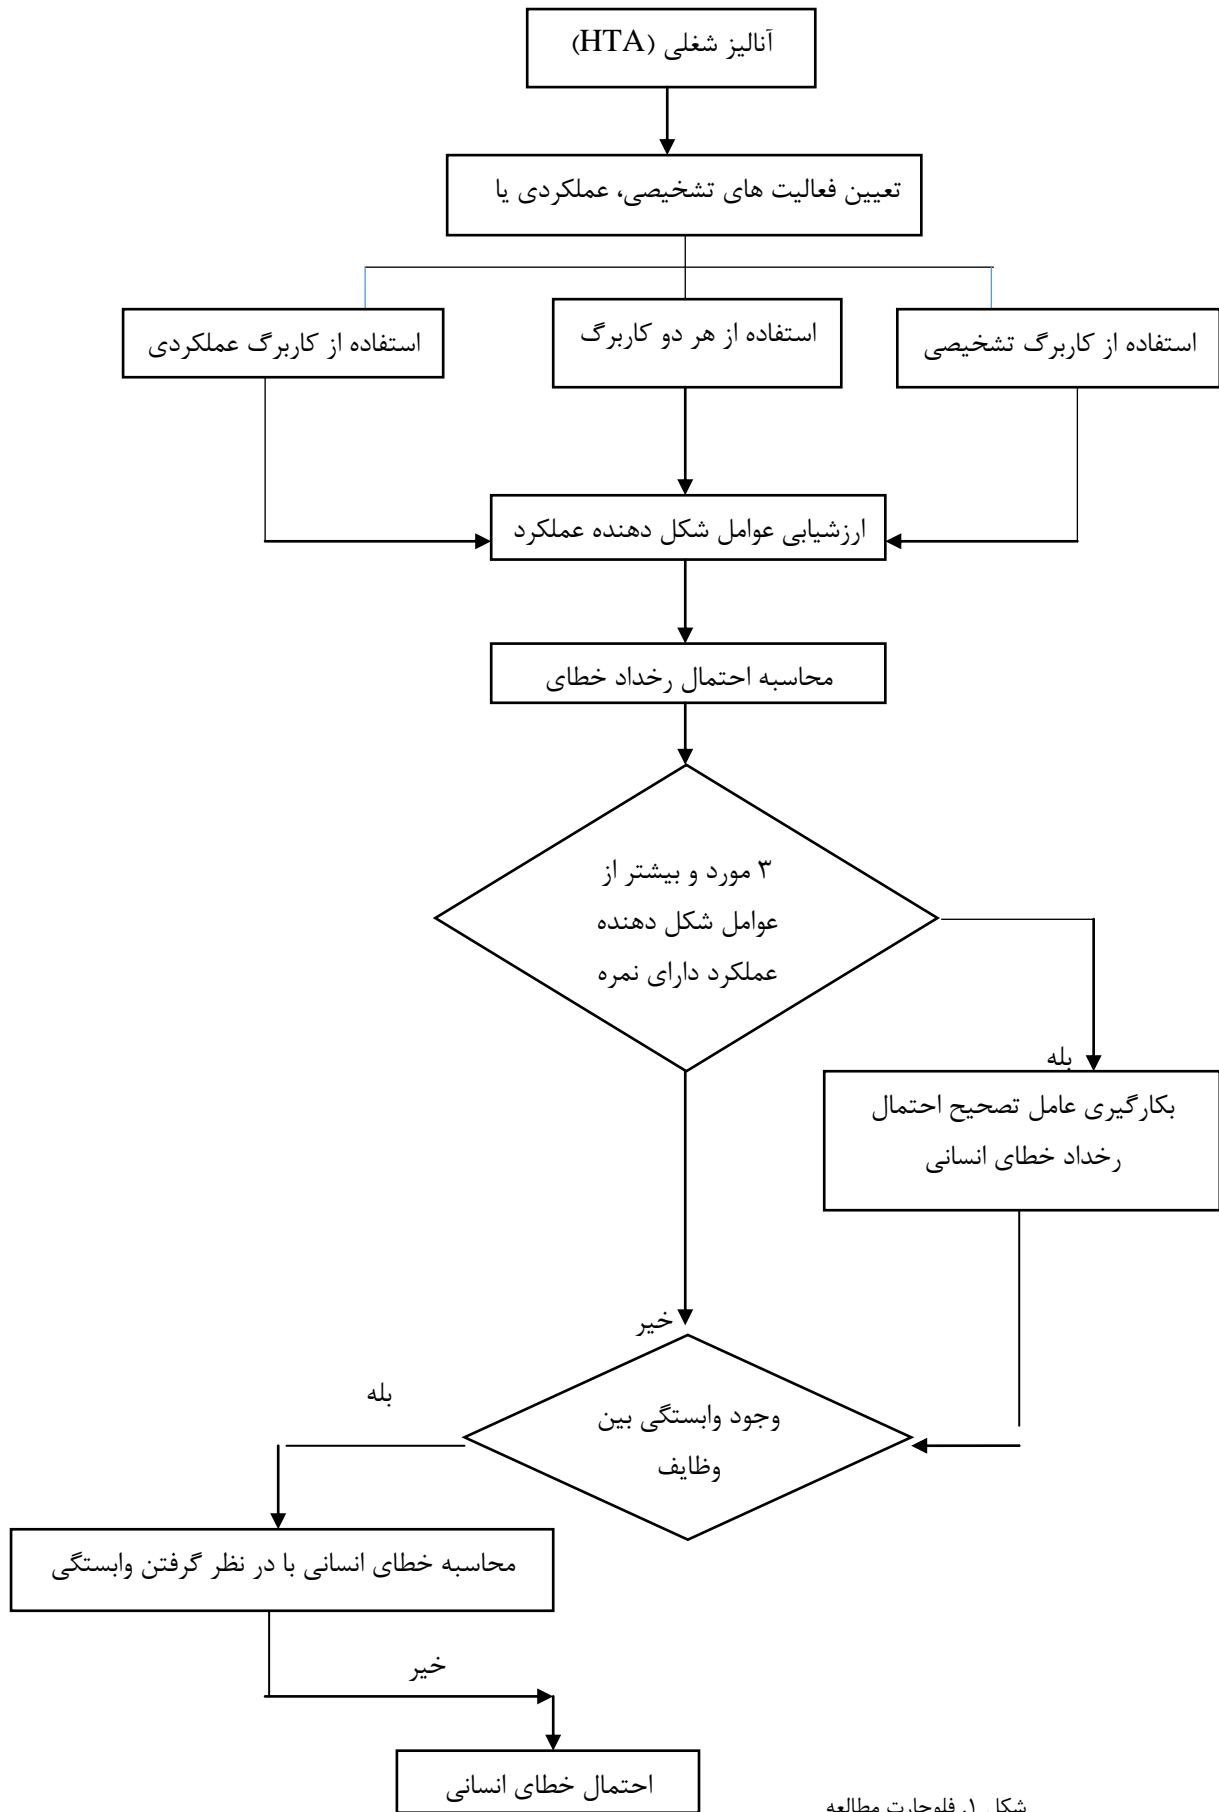 آنالیز شغلی (HTA)
تعیین فعالیت های تشخیصی، عملکردی یا
استفاده از کاربرگ تشخیصی
استفاده از هر دو کاربرگ
استفاده از کاربرگ عملکردی
ارزشیابی عوامل شکل دهنده عملکرد
محاسبه احتمال رخداد خطای
۳ مورد و بیشتر از
عوامل شکل دهنده
عملکرد دارای نمره
بله
بکارگیری عامل تصحیح احتمال
رخداد خطای انسانی
خیر
وجود وابستگی بین
وظایف
بله
محاسبه خطای انسانی با در نظر گرفتن وابستگی
خیر
احتمال خطای انسانی
شکل ۱. فلوچارت مطالعه